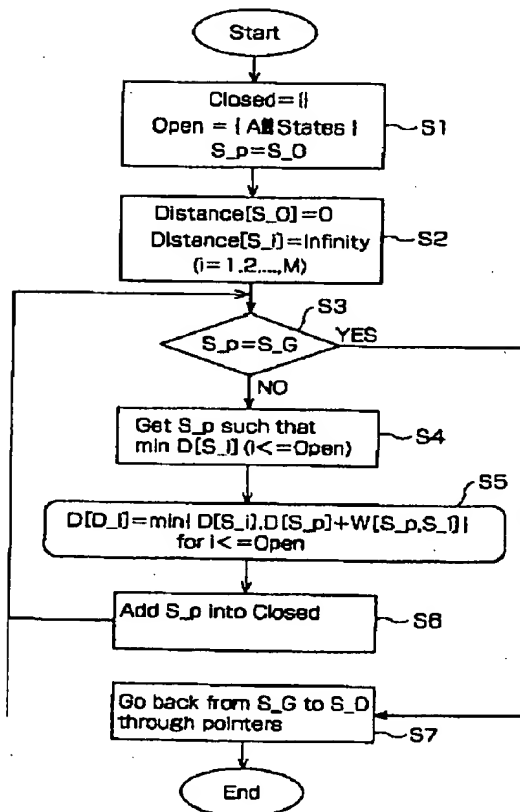 Start
Closed={}
Open = { All States }
S_p=S_0
S1
Distance[S_0]=0
Distance[S_i]=Infinity
(i=1,2...,M)
S2
S3
S_p=S_G
YES
NO
Get S_p such that
min D[S_i] (i<=Open)
S4
S5
D[D_i]=min{ D[S_i],D[S_p]+W[S_p,S_i]}
for i<=Open
Add S_p into Closed
S6
Go back from S_G to S_0
through pointers
S7
End